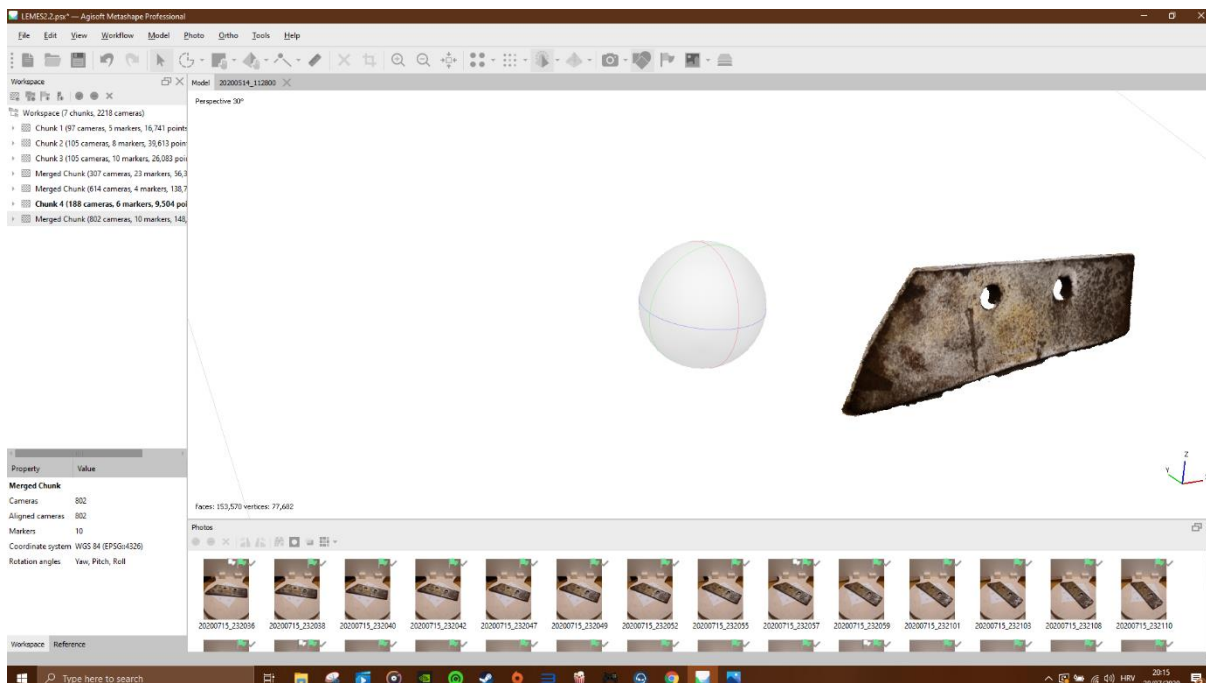 LEMES2.2.psx* — Agisoft Metashape Professional
File Edit View Workflow Model Photo Ortho Tools Help
Workspace
Workspace (7 chunks, 2218 cameras)
Chunk 1 (97 cameras, 5 markers, 16,741 points
Chunk 2 (105 cameras, 8 markers, 39,613 poin
Chunk 3 (105 cameras, 10 markers, 26,083 poi
Merged Chunk (307 cameras, 23 markers, 56,3
Merged Chunk (614 cameras, 4 markers, 138,7
Chunk 4 (188 cameras, 6 markers, 9,504 poi
Merged Chunk (802 cameras, 10 markers, 148,
Property Value
Merged Chunk
Cameras 802
Aligned cameras 802
Markers 10
Coordinate system WGS 84 (EPSG::4326)
Rotation angles Yaw, Pitch, Roll
Workspace Reference
Model 20200514_112800
Perspective 30°
Z
Y
Faces: 153,570 vertices: 77,682
Photos
20200715_232036 20200715_232038 20200715_232040 20200715_232042 20200715_232047 20200715_232049 20200715_232052 20200715_232055 20200715_232057 20200715_232059 20200715_232101 20200715_232103 20200715_232108 20200715_232110
Type here to search
HRV
20:15